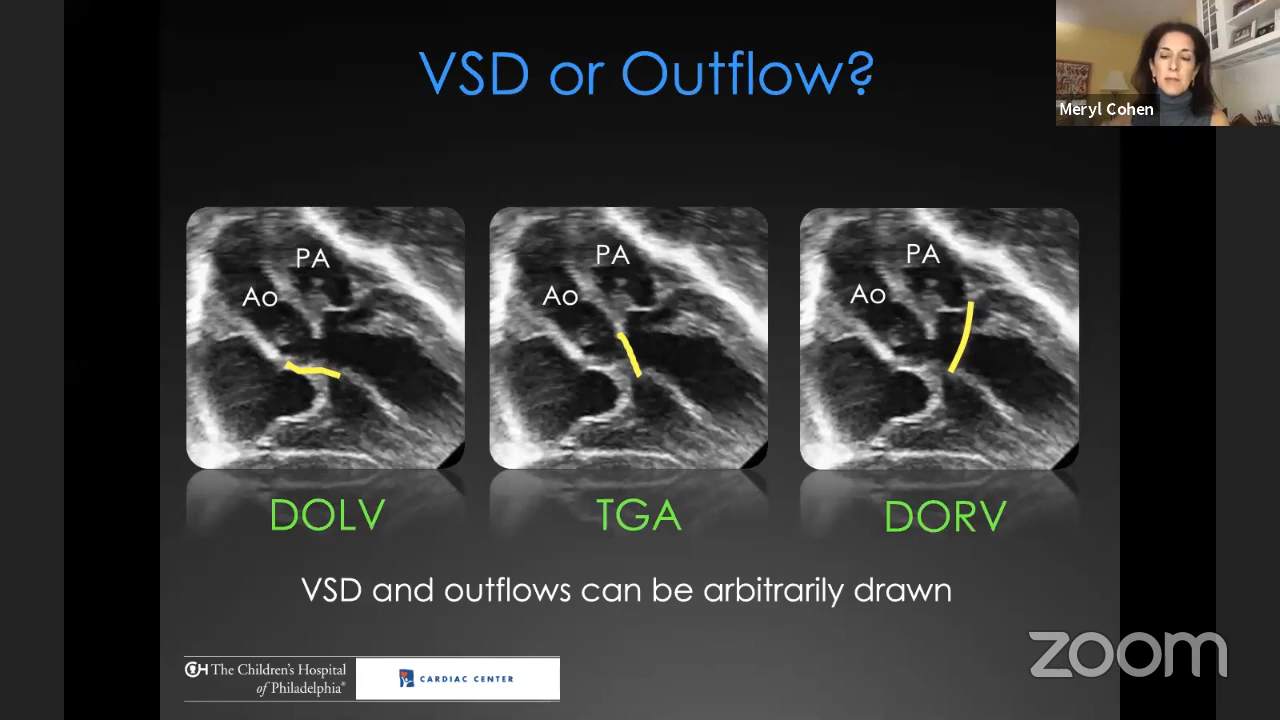 VSD or Outflow?
Meryl Cohen
PA
Ao
PA
Ao
PA
Ao
DOLV
TGA
DORV
VSD and outflows can be arbitrarily drawn
CH The Children's Hospital
of Philadelphia®
CARDIAC CENTER
zoom